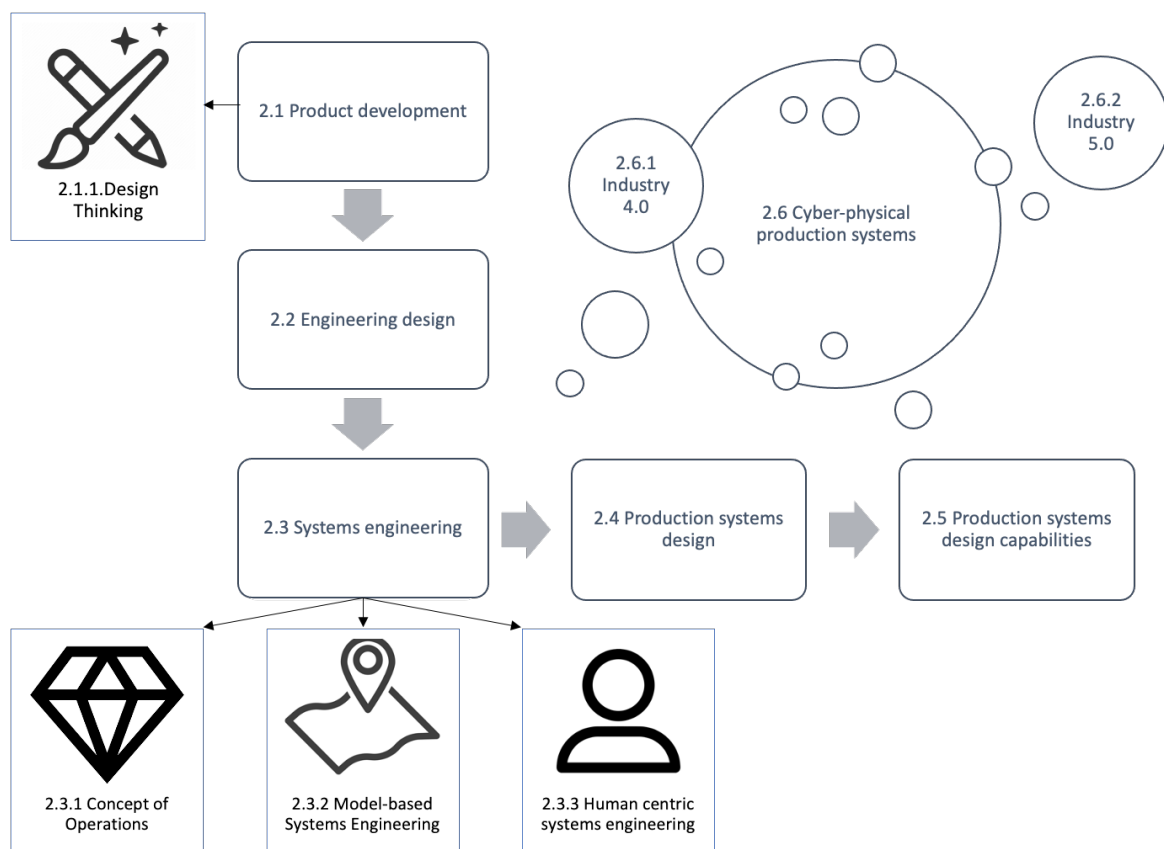 2.1 Product development
2.1.1.Design
Thinking
2.2 Engineering design
2.3 Systems engineering
2.3.1 Concept of
Operations
2.3.2 Model-based
Systems Engineering
2.3.3 Human centric
systems engineering
2.4 Production systems
design
2.5 Production systems
design capabilities
2.6 Cyber-physical
production systems
2.6.1
Industry
4.0
2.6.2
Industry
5.0